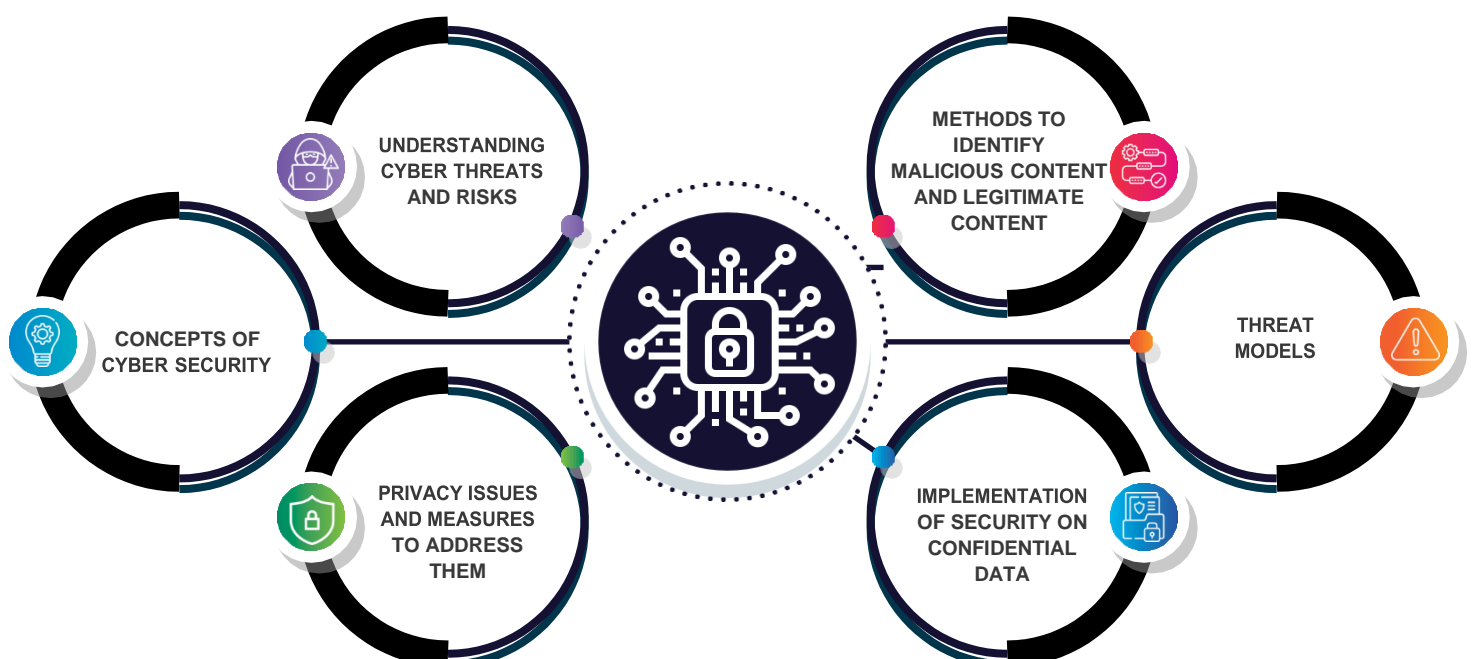 UNDERSTANDING
CYBER THREATS
AND RISKS
METHODS TO
IDENTIFY
MALICIOUS CONTENT
AND LEGITIMATE
CONTENT
CONCEPTS OF
CYBER SECURITY
THREAT
MODELS
PRIVACY ISSUES
AND MEASURES
TO ADDRESS
THEM
IMPLEMENTATION
OF SECURITY ON
CONFIDENTIAL
DATA